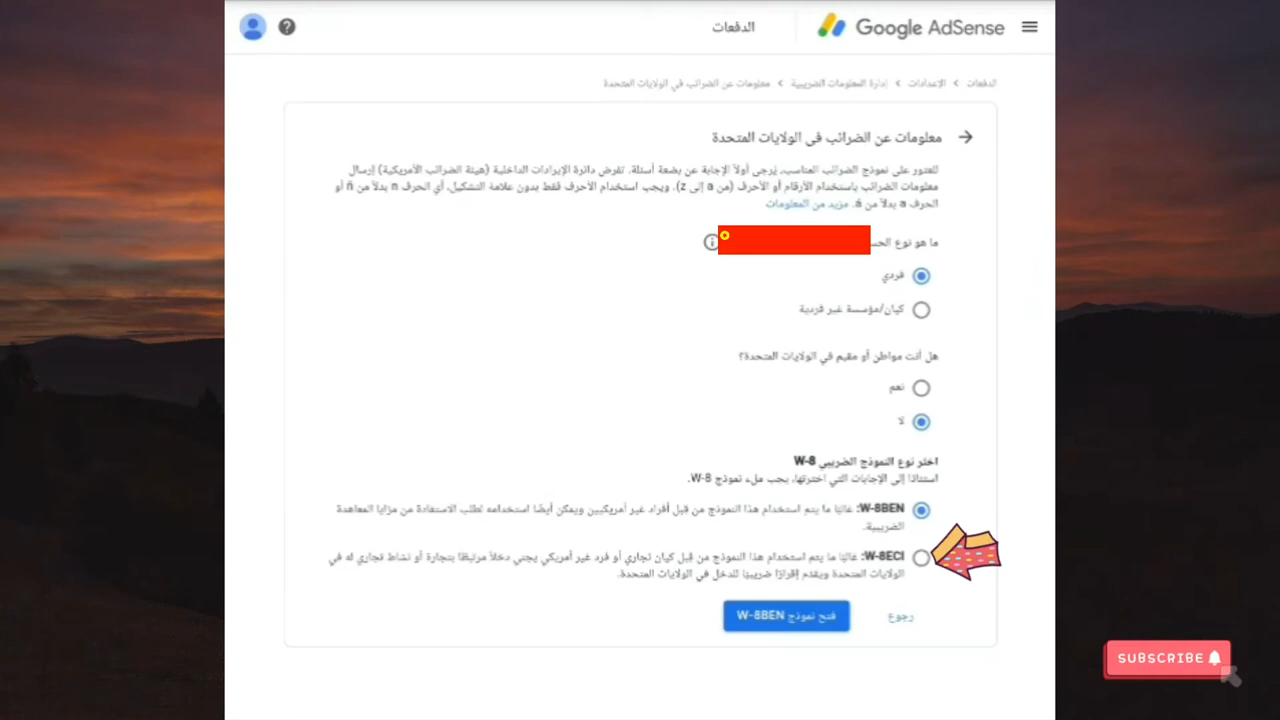 Google AdSense
الدفعات
الدفعات > الإعدادات > إدارة المعلومات الضريبية > معلومات عن الضرائب في الولايات المتحدة
معلومات عن الضرائب في الولايات المتحدة
للعثور على نموذج الضرائب المناسب، يُرجى أولاً الإجابة عن بضعة أسئلة. تفرض دائرة الإيرادات الداخلية (هيئة الضرائب الأمريكية) إرسال
معلومات الضرائب باستخدام الأرقام أو الأحرف (من a إلى z). ويجب استخدام الأحرف فقط بدون علامة التشكيل، أي الحرف n بدلاً من ñ أو
الحرف a بدلاً من á. مزيد من المعلومات
ما هو نوع
فردي
كيان/مؤسسة غير فردية
هل أنت مواطن أو مقيم في الولايات المتحدة؟
نعم
لا
اختر نوع النموذج الضريبي W-8
استنادًا إلى الإجابات التي اخترتها، يجب ملء نموذج W-8.
W-8BEN: غالبًا ما يتم استخدام هذا النموذج من قِبل أفراد غير أمريكيين ويمكن أيضًا استخدامه لطلب الاستفادة من مزايا المعاهدة
الضريبية.
W-8ECI: غالبًا ما يتم استخدام هذا النموذج من قِبل كيان تجاري أو فرد غير أمريكي يجني دخلاً مرتبطًا بتجارة أو نشاط تجاري له في
الولايات المتحدة ويقدم إقرارًا ضريبيًا للدخل في الولايات المتحدة.
رجوع
فتح نموذج W-8BEN
SUBSCRIBE